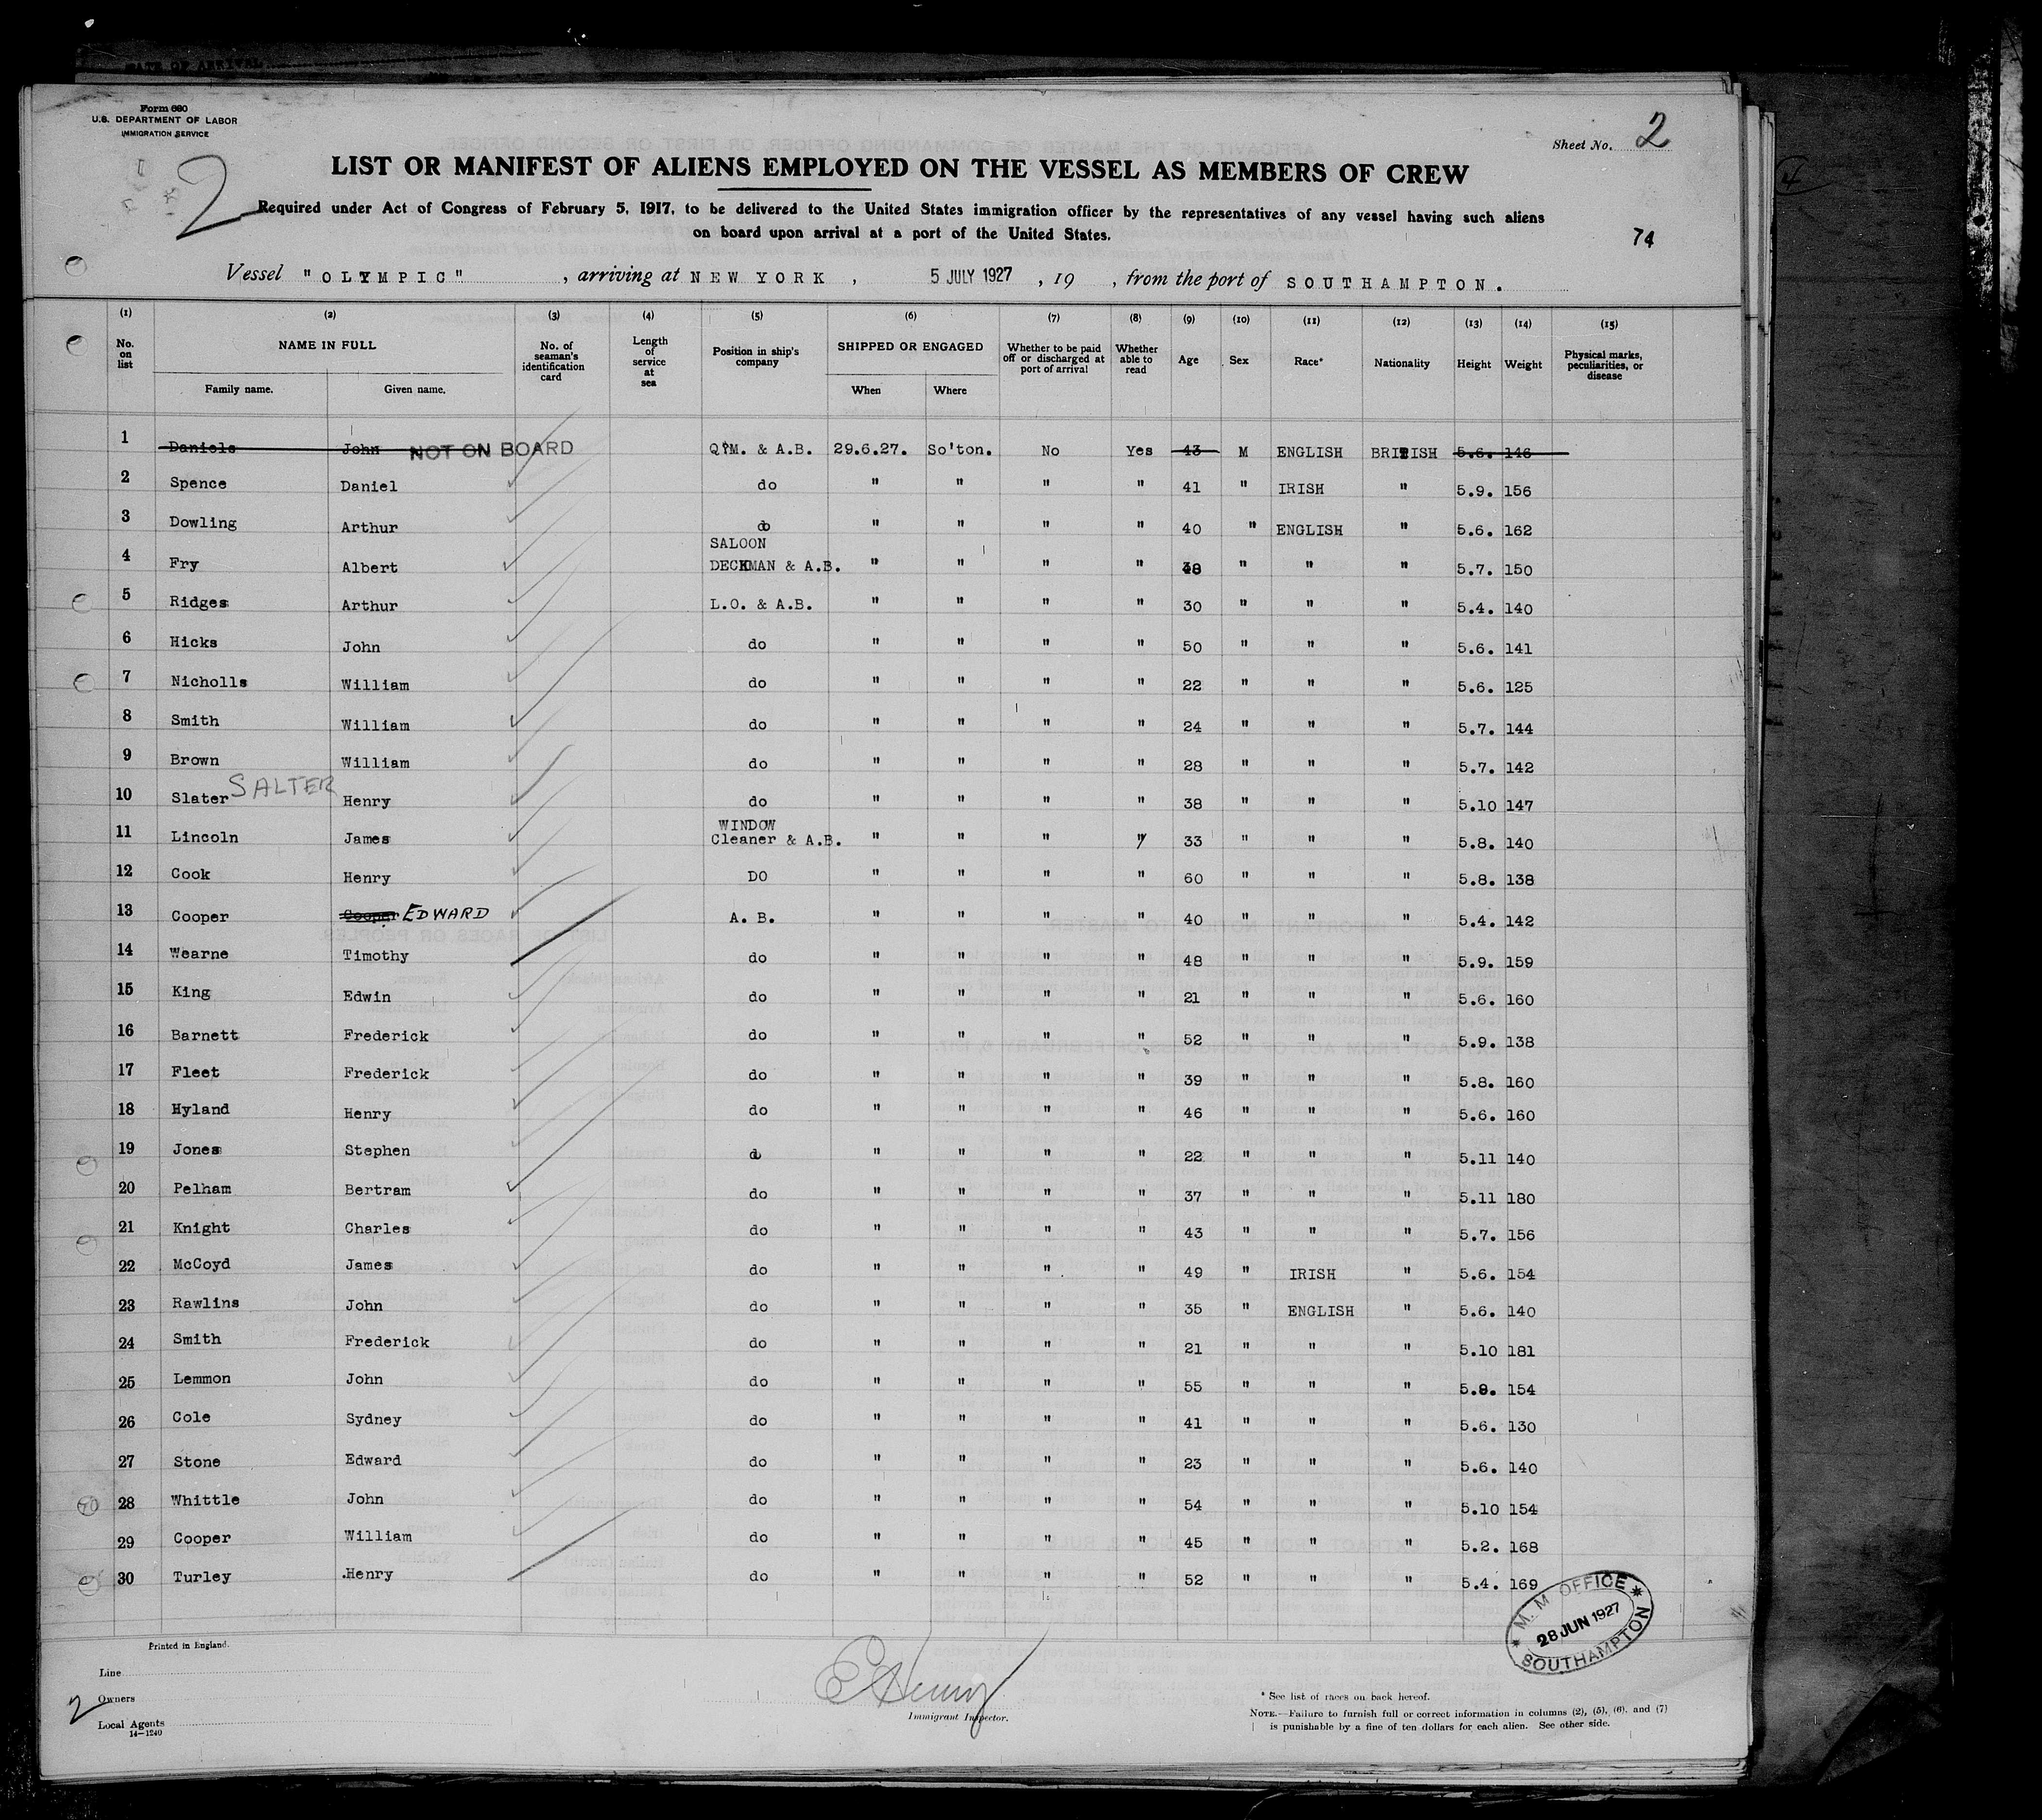 Form 680
U.S. DEPARTMENT OF LABOR
IMMIGRATION SERVICE
2
Sheet No. 2
LIST OR MANIFEST OF ALIENS EMPLOYED ON THE VESSEL AS MEMBERS OF CREW
Required under Act of Congress of February 5, 1917, to be delivered to the United States immigration officer by the representatives of any vessel having such aliens
on board upon arrival at a port of the United States.
74
Vessel "OLYMPIC", arriving at NEW YORK, 5 JULY 1927, 19 , from the port of SOUTHAMPTON.
(1) (2) (3) (4) (5) (6) (7) (8) (9) (10) (11) (12) (13) (14) (15)
No. on list NAME IN FULL Family name. Given name. No. of seaman's identification card Length of service at sea Position in ship's company SHIPPED OR ENGAGED When Where Whether to be paid off or discharged at port of arrival Whether able to read Age Sex Race* Nationality Height Weight Physical marks, peculiarities, or disease
1 Daniels John NOT ON BOARD Q.M. & A.B. 29.6.27. So'ton. No Yes 43 M ENGLISH BRITISH 5.6. 146
2 Spence Daniel do " " " " 41 " IRISH " 5.9. 156
3 Dowling Arthur do " " " " 40 " ENGLISH " 5.6. 162
4 Fry Albert SALOON DECKMAN & A.B. " " " " " " " 5.7. 150
5 Ridges Arthur L.O. & A.B. " " " " 30 " " " 5.4. 140
6 Hicks John do " " " " 50 " " " 5.6. 141
7 Nicholls William do " " " " 22 " " " 5.6. 125
8 Smith William do " " " " 24 " " " 5.7. 144
9 Brown William do " " " " 28 " " " 5.7. 142
10 Slater SALTER Henry do " " " " 38 " " " 5.10 147
11 Lincoln James WINDOW Cleaner & A.B. " " " " 33 " " " 5.8. 140
12 Cook Henry DO " " " " 60 " " " 5.8. 138
13 Cooper Cooper EDWARD A. B. " " " " 40 " " " 5.4. 142
14 Wearne Timothy do " " " " 48 " " " 5.9. 159
15 King Edwin do " " " " 21 " " " 5.6. 160
16 Barnett Frederick do " " " " 52 " " " 5.9. 138
17 Fleet Frederick do " " " " 39 " " " 5.8. 160
18 Hyland Henry do " " " " 46 " " " 5.6. 160
19 Jones Stephen do " " " " 22 " " " 5.11 140
20 Pelham Bertram do " " " " 37 " " " 5.11 180
21 Knight Charles do " " " " 43 " " " 5.7. 156
22 McCoyd James do " " " " 49 " IRISH " 5.6. 154
23 Rawlins John do " " " " 35 " ENGLISH " 5.6. 140
24 Smith Frederick do " " " " 21 " " " 5.10 181
25 Lemmon John do " " " " 55 " " " 154
26 Cole Sydney do " " " " 41 " " " 5.6. 130
27 Stone Edward do " " " " 23 " " " 5.6. 140
28 Whittle John do " " " " 54 " " " 5.10 154
29 Cooper William do " " " " 45 " " " 5.2. 168
30 Turley Henry do " " " " 52 " " " 5.4. 169
M.M OFFICE
28 JUN 1927
SOUTHAMPTON
Printed in England.
Line
2 Owners
Local Agents
14—1240
E Henry
Immigrant Inspector.
* See list of races on back hereof.
NOTE.—Failure to furnish full or correct information in columns (2), (5), (6), and (7)
is punishable by a fine of ten dollars for each alien. See other side.